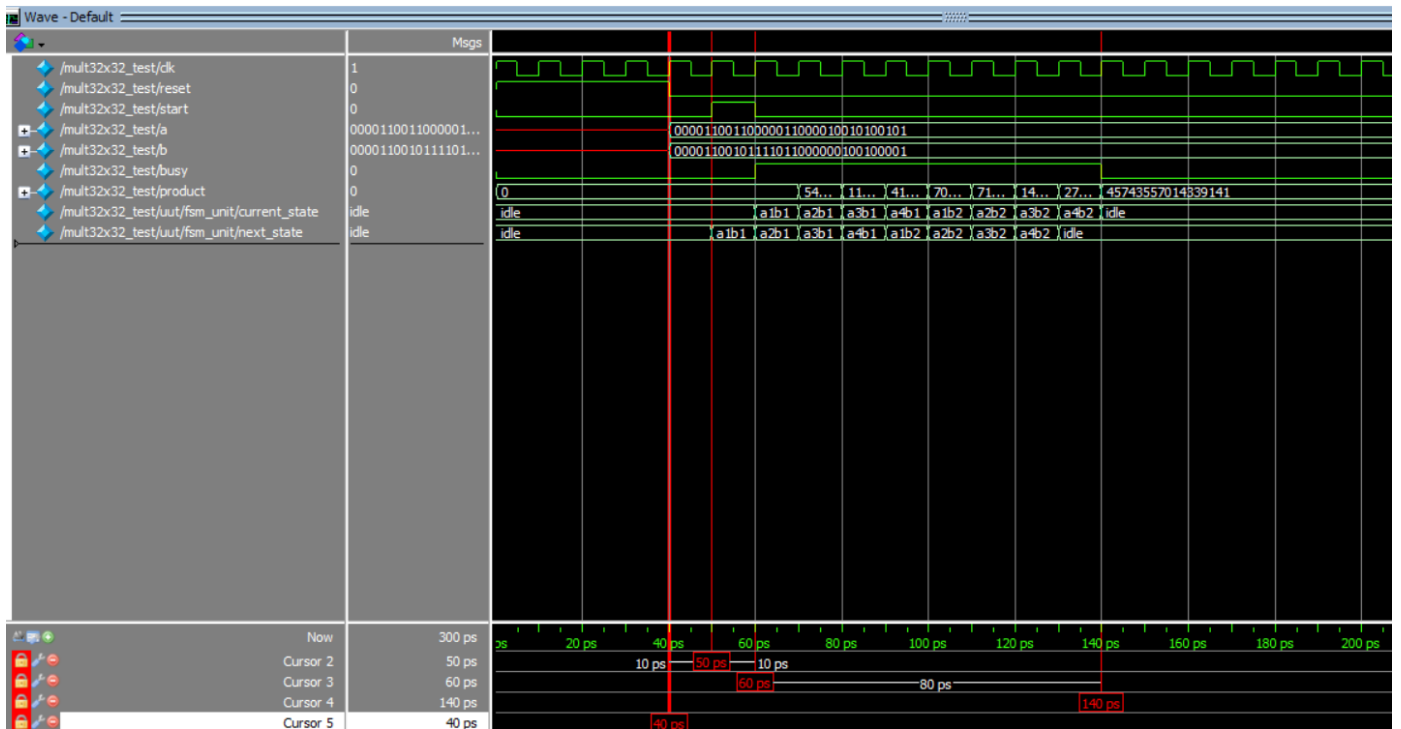 Wave - Default
Msgs
/mult32x32_test/clk 1
/mult32x32_test/reset 0
/mult32x32_test/start 0
/mult32x32_test/a 0000110011000001... 00001100110000011000010010100101
/mult32x32_test/b 0000110010111101... 00001100101111011000000100100001
/mult32x32_test/busy 0
/mult32x32_test/product 0 0 54... 11... 41... 70... 71... 14... 27... 45743557014339141
/mult32x32_test/uut/fsm_unit/current_state idle idle a1b1 a2b1 a3b1 a4b1 a1b2 a2b2 a3b2 a4b2 idle
/mult32x32_test/uut/fsm_unit/next_state idle idle a1b1 a2b1 a3b1 a4b1 a1b2 a2b2 a3b2 a4b2 idle
Now 300 ps ps 20 ps 40 ps 60 ps 80 ps 100 ps 120 ps 140 ps 160 ps 180 ps 200 ps
Cursor 2 50 ps 10 ps 50 ps 10 ps
Cursor 3 60 ps 60 ps 80 ps
Cursor 4 140 ps 140 ps
Cursor 5 40 ps 40 ps